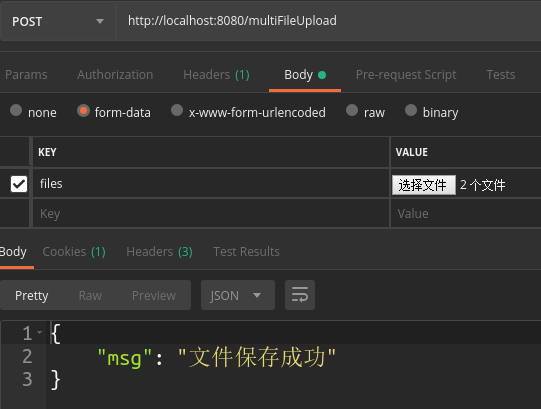 POST http://localhost:8080/multiFileUpload
Params Authorization Headers (1) Body Pre-request Script Tests
none form-data x-www-form-urlencoded raw binary
KEY VALUE
files 选择文件 2 个文件
Key Value
Body Cookies (1) Headers (3) Test Results
Pretty Raw Preview JSON
1 {
2 "msg": "文件保存成功"
3 }